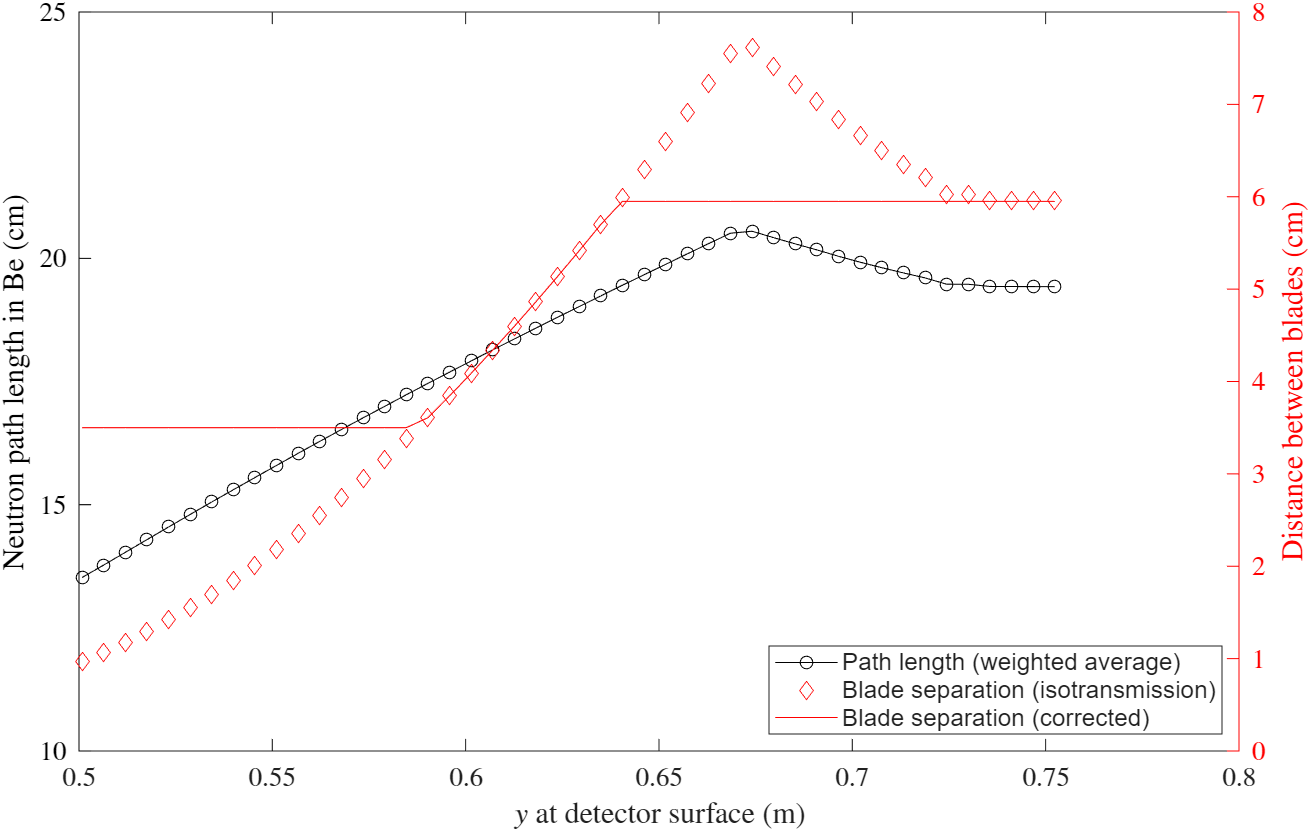 25
20
15
10
Neutron path length in Be (cm)
8
7
6
5
4
3
2
1
0
Distance between blades (cm)
Path length (weighted average)
Blade separation (isotransmission)
Blade separation (corrected)
0.5 0.55 0.6 0.65 0.7 0.75 0.8
y at detector surface (m)